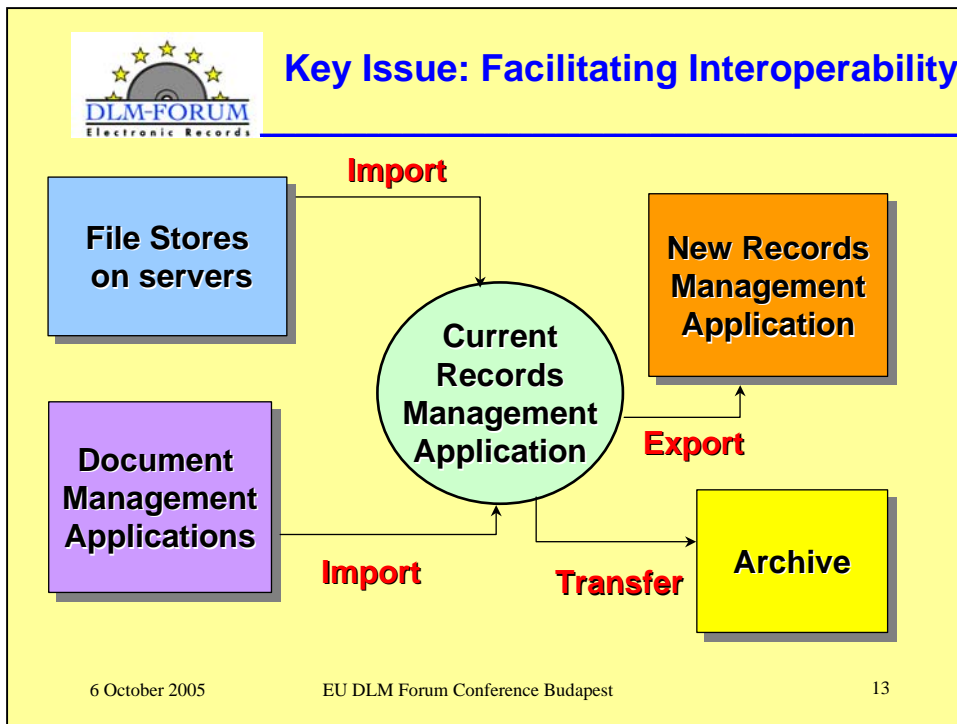 Key Issue: Facilitating Interoperability
DLM-FORUM
Electronic Records
Import
File Stores
on servers
New Records
Management
Application
Current
Records
Management
Application
Document
Management
Applications
Export
Import
Transfer
Archive
6 October 2005
EU DLM Forum Conference Budapest
13